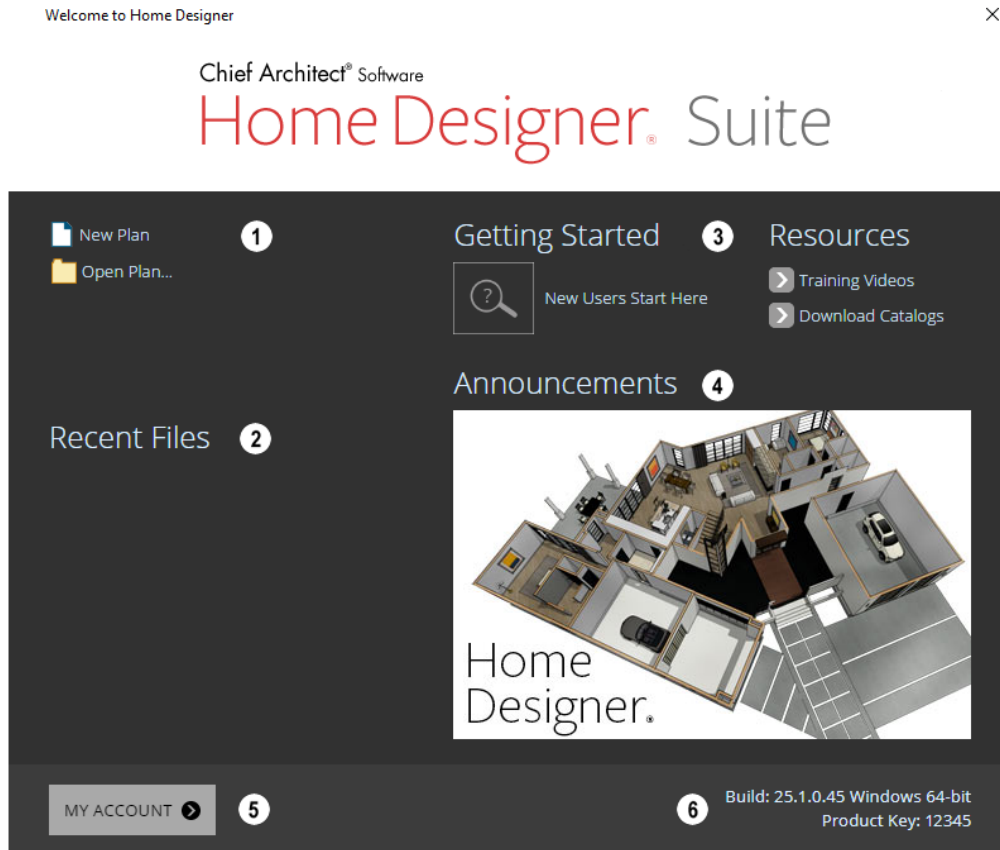 Welcome to Home Designer
Chief Architect® Software
Home Designer® Suite
New Plan
1
Open Plan...
Recent Files
2
Getting Started
3
New Users Start Here
Resources
Training Videos
Download Catalogs
Announcements
4
Home
Designer®
MY ACCOUNT
5
6
Build: 25.1.0.45 Windows 64-bit
Product Key: 12345